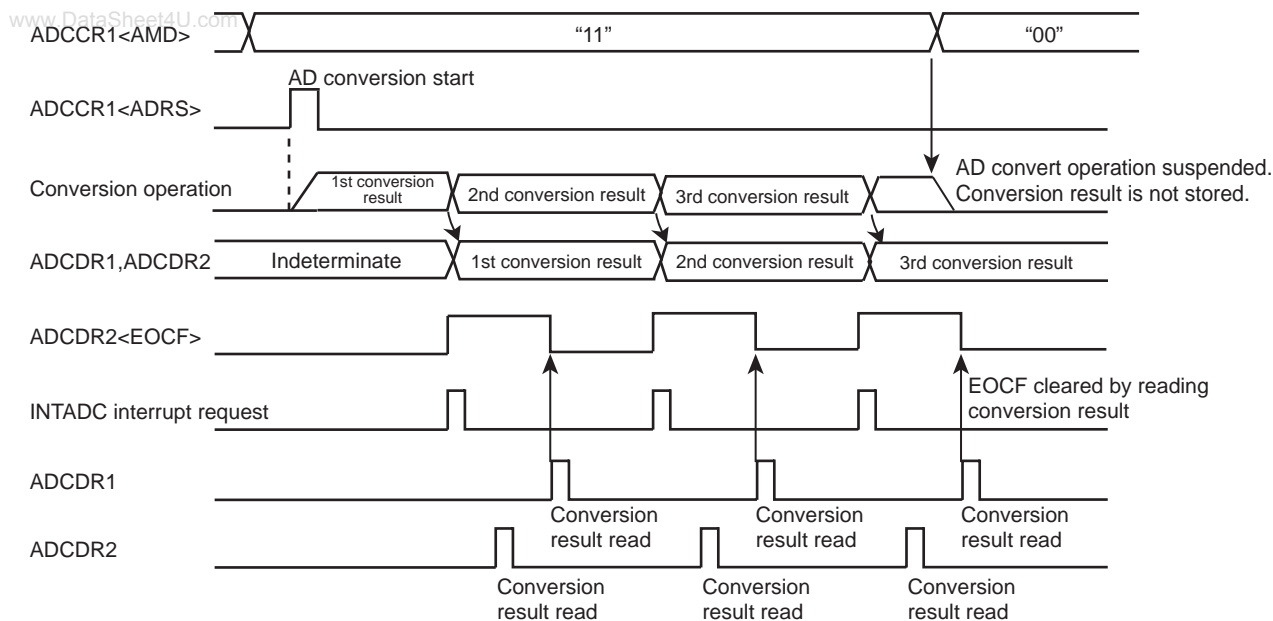 www.DataSheet4U.com
ADCCR1<AMD>
“11”
“00”
AD conversion start
ADCCR1<ADRS>
Conversion operation
1st conversion
result
2nd conversion result
3rd conversion result
AD convert operation suspended.
Conversion result is not stored.
ADCDR1,ADCDR2
Indeterminate
1st conversion result
2nd conversion result
3rd conversion result
ADCDR2<EOCF>
EOCF cleared by reading
conversion result
INTADC interrupt request
ADCDR1
Conversion
result read
Conversion
result read
Conversion
result read
ADCDR2
Conversion
result read
Conversion
result read
Conversion
result read